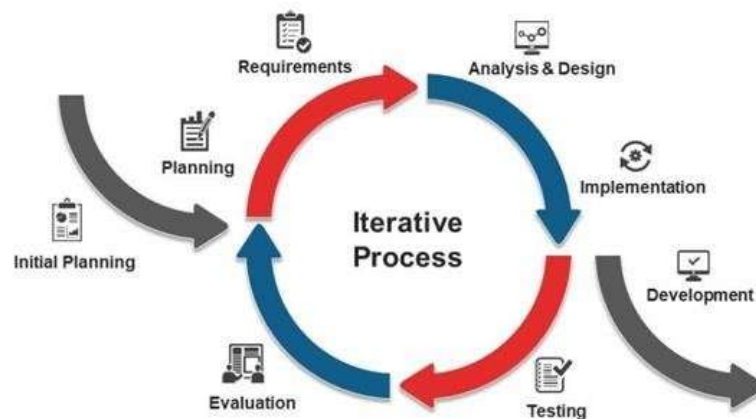 Requirements
Analysis & Design
Planning
Implementation
Iterative
Process
Initial Planning
Development
Evaluation
Testing